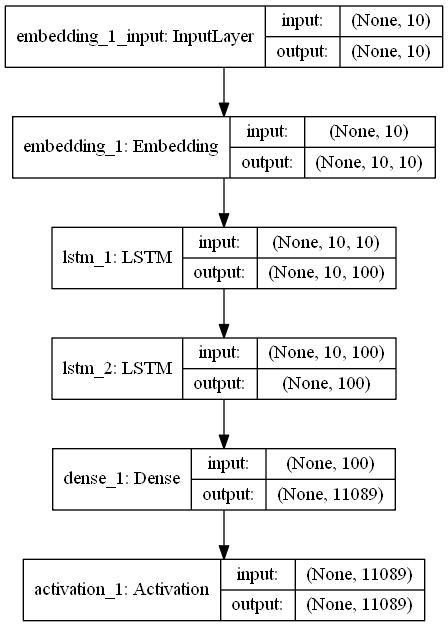 embedding_1_input: InputLayer
input: (None, 10)
output: (None, 10)
embedding_1: Embedding
input: (None, 10)
output: (None, 10, 10)
lstm_1: LSTM
input: (None, 10, 10)
output: (None, 10, 100)
lstm_2: LSTM
input: (None, 10, 100)
output: (None, 100)
dense_1: Dense
input: (None, 100)
output: (None, 11089)
activation_1: Activation
input: (None, 11089)
output: (None, 11089)